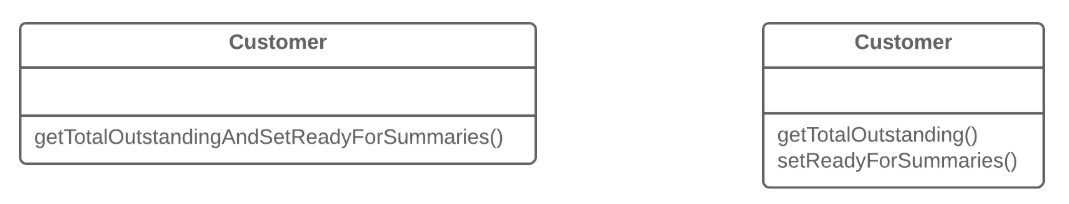 Customer
getTotalOutstandingAndSetReadyForSummaries()
Customer
getTotalOutstanding()
setReadyForSummaries()